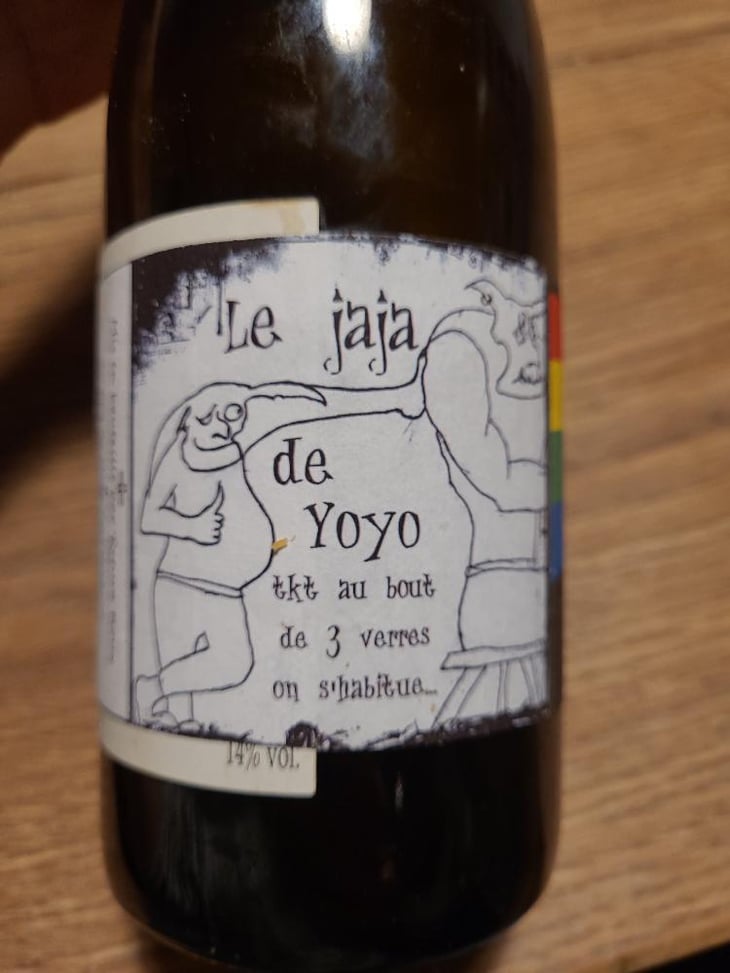 Le jaja
de
Yoyo
tkt au bout
de 3 verres
on s'habitue...
14% vol.